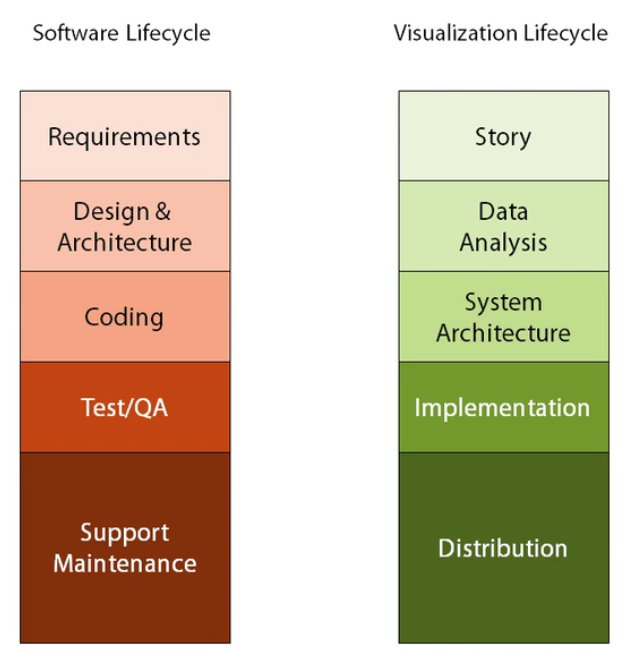 Software Lifecycle
Visualization Lifecycle
Requirements
Design &
Architecture
Coding
Test/QA
Support
Maintenance
Story
Data
Analysis
System
Architecture
Implementation
Distribution